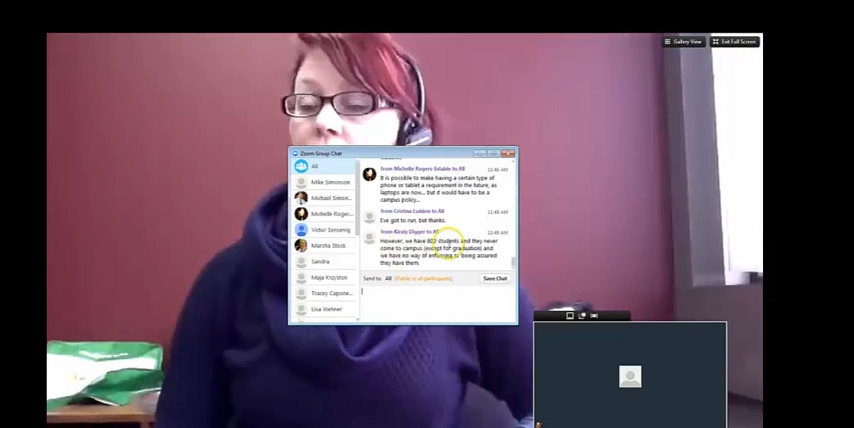 Gallery View
Exit Full Screen
Zoom Group Chat
All
Mike Simonson
Michael Simon...
Michelle Roger...
Victor Sensenig
Marsha Stock
Sandra
Maja Krzyston
Tracey Capone...
Lisa Wehner
from Michelle Rogers-Estable to All
11:48 AM
It is possible to make having a certain type of
phone or tablet a requirement in the future, as
laptops are now... but it would have to be a
campus policy...
from Cristina Ludden to All
11:48 AM
I've got to run, but thanks.
from Kirsty Digger to All
11:49 AM
However, we have 800 students and they never
come to campus (except for graduation) and
we have no way of enforcing or being assured
they have them.
Send to: All (Public to all participants)
Save Chat